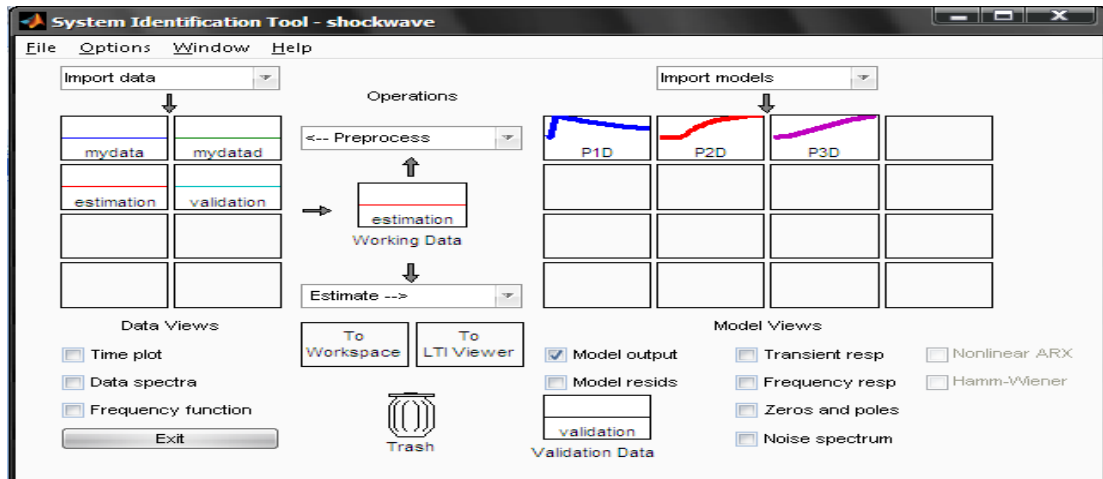 System Identification Tool - shockwave
File Options Window Help
Import data
Import models
Operations
mydata mydatad
<-- Preprocess
P1D P2D P3D
estimation validation
estimation
Working Data
Estimate -->
Data Views
Model Views
To Workspace
To LTI Viewer
Time plot
Data spectra
Frequency function
Exit
Trash
Model output
Model resids
validation
Validation Data
Transient resp
Frequency resp
Zeros and poles
Noise spectrum
Nonlinear ARX
Hamm-Wiener